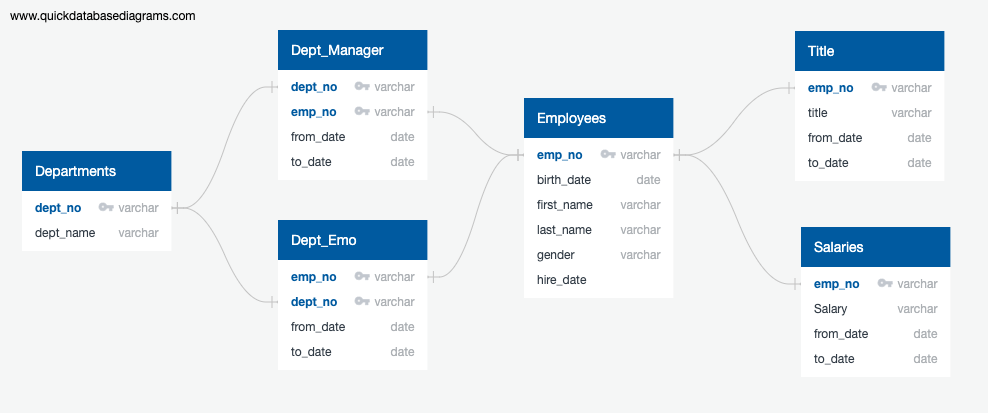 www.quickdatabasediagrams.com
Departments
dept_no varchar
dept_name varchar
Dept_Manager
dept_no varchar
emp_no varchar
from_date date
to_date date
Dept_Emo
emp_no varchar
dept_no varchar
from_date date
to_date date
Employees
emp_no varchar
birth_date date
first_name varchar
last_name varchar
gender varchar
hire_date
Title
emp_no varchar
title varchar
from_date date
to_date date
Salaries
emp_no varchar
Salary varchar
from_date date
to_date date